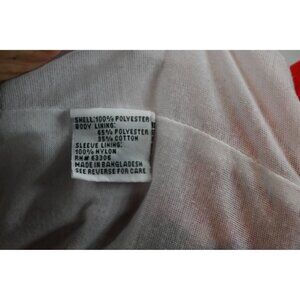 SHELL: 100% POLYESTER
BODY LINING:
65% POLYESTER
35% COTTON
SLEEVE LINING:
100% NYLON
RN# 63306
MADE IN BANGLADESH
SEE REVERSE FOR CARE